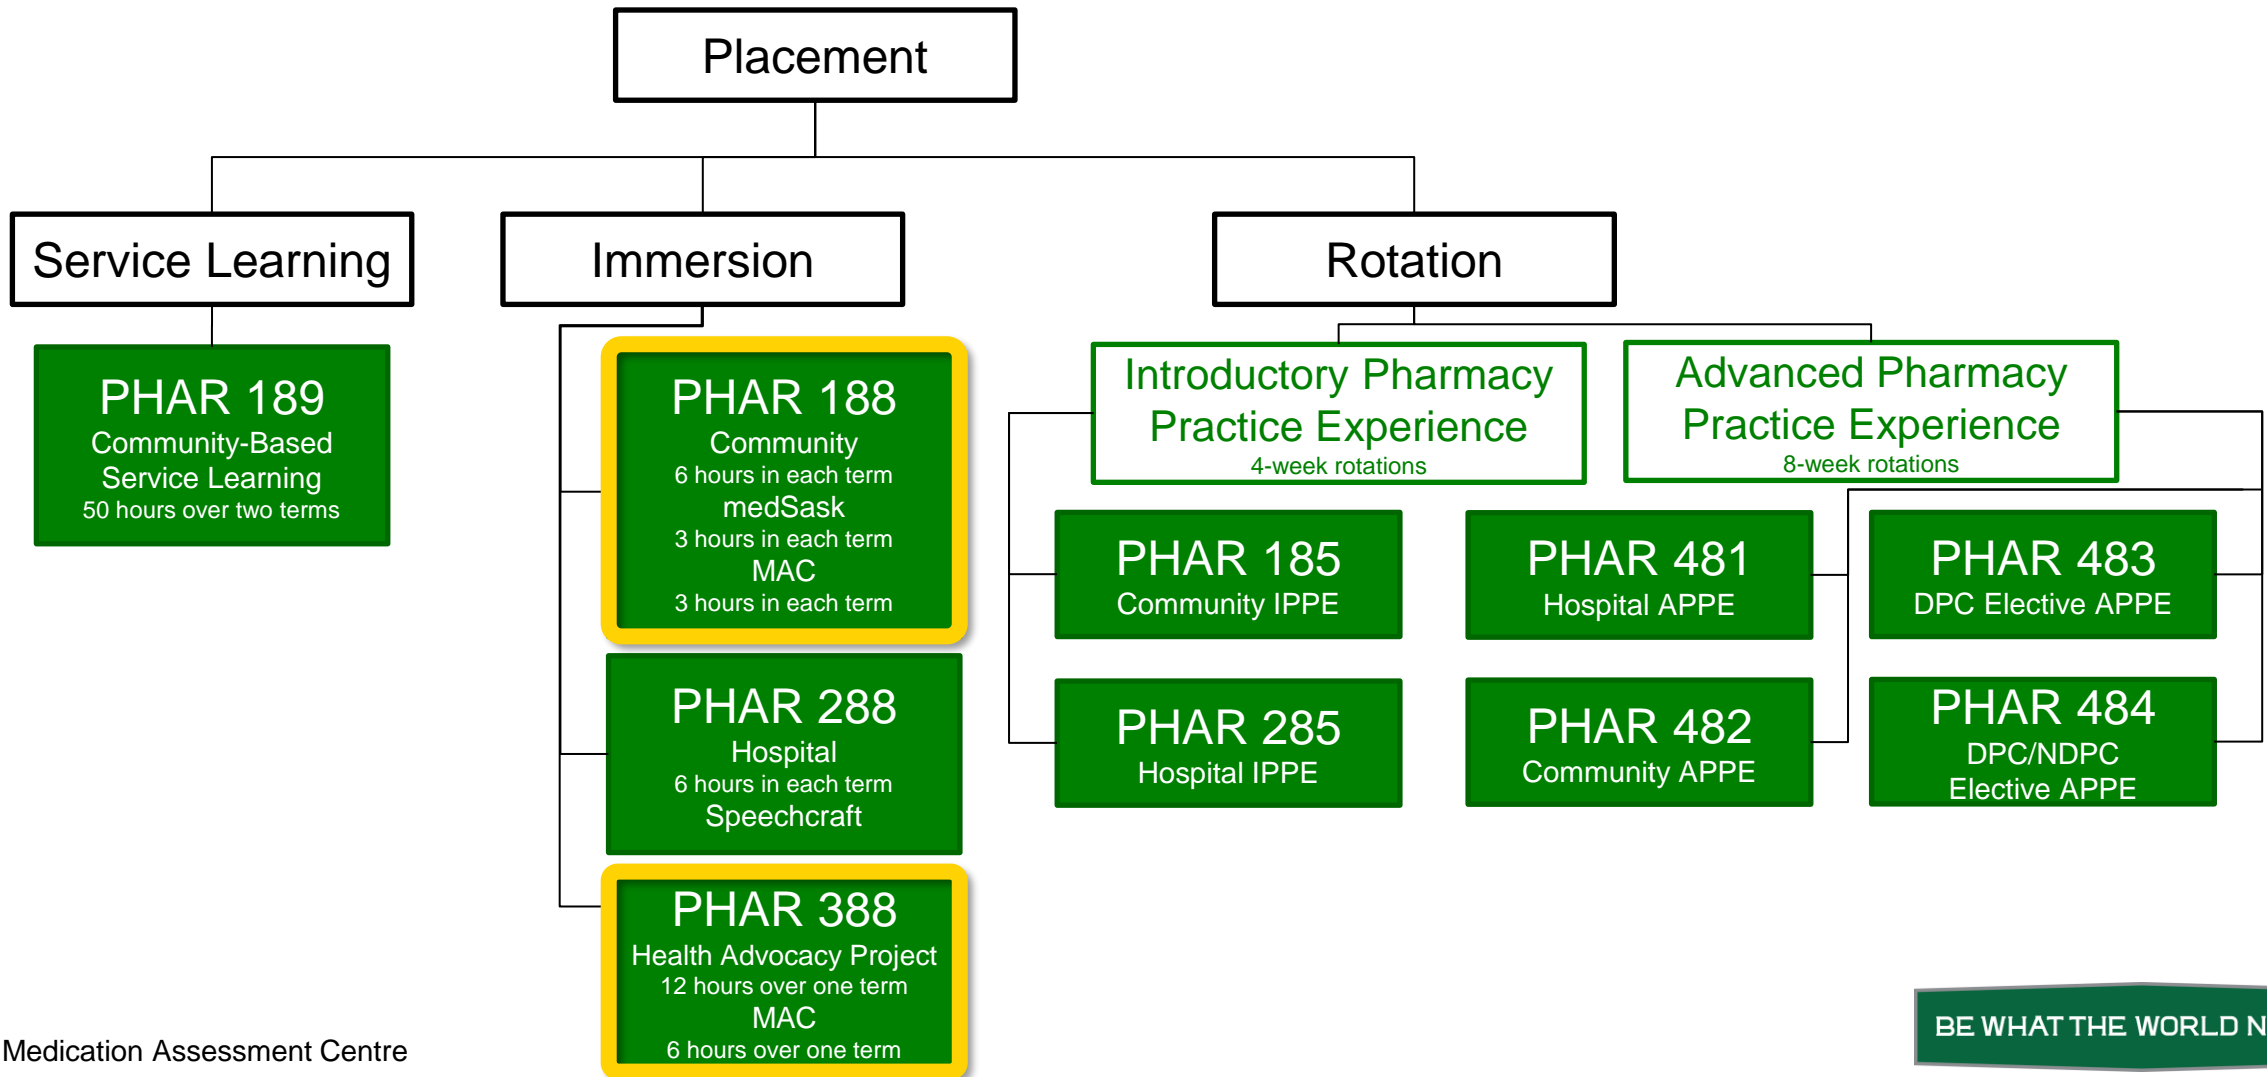 Placement
Service Learning
Immersion
Rotation
PHAR 189
Community-Based
Service Learning
50 hours over two terms
PHAR 188
Community
6 hours in each term
medSask
3 hours in each term
MAC
3 hours in each term
PHAR 288
Hospital
6 hours in each term
Speechcraft
PHAR 388
Health Advocacy Project
12 hours over one term
MAC
6 hours over one term
Introductory Pharmacy
Practice Experience
4-week rotations
PHAR 185
Community IPPE
PHAR 285
Hospital IPPE
Advanced Pharmacy
Practice Experience
8-week rotations
PHAR 481
Hospital APPE
PHAR 482
Community APPE
PHAR 483
DPC Elective APPE
PHAR 484
DPC/NDPC
Elective APPE
Medication Assessment Centre
BE WHAT THE WORLD N